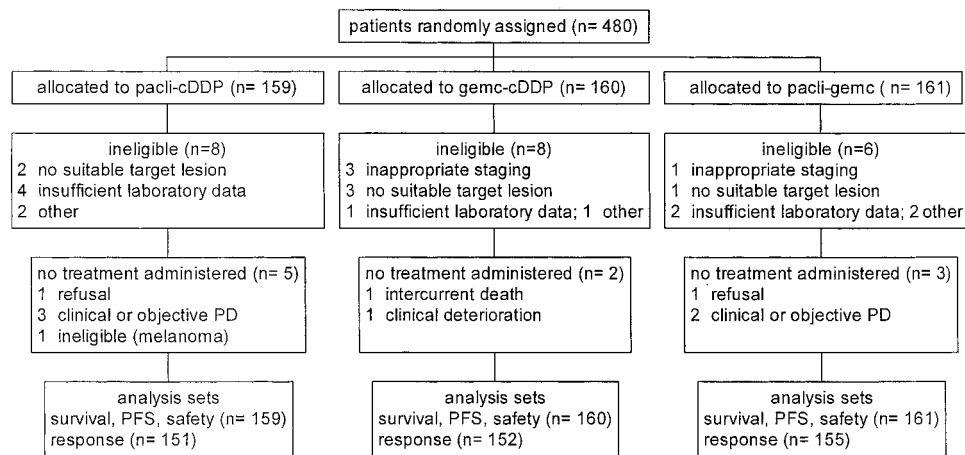 patients randomly assigned (n= 480)
allocated to pacli-cDDP (n= 159)
allocated to gemc-cDDP (n= 160)
allocated to pacli-gemc ( n= 161)
ineligible (n=8)
2 no suitable target lesion
4 insufficient laboratory data
2 other
ineligible (n=8)
3 inappropriate staging
3 no suitable target lesion
1 insufficient laboratory data; 1 other
ineligible (n=6)
1 inappropriate staging
1 no suitable target lesion
2 insufficient laboratory data; 2 other
no treatment administered (n= 5)
1 refusal
3 clinical or objective PD
1 ineligible (melanoma)
no treatment administered (n= 2)
1 intercurrent death
1 clinical deterioration
no treatment administered (n= 3)
1 refusal
2 clinical or objective PD
analysis sets
survival, PFS, safety (n= 159)
response (n= 151)
analysis sets
survival, PFS, safety (n= 160)
response (n= 152)
analysis sets
survival, PFS, safety (n= 161)
response (n= 155)